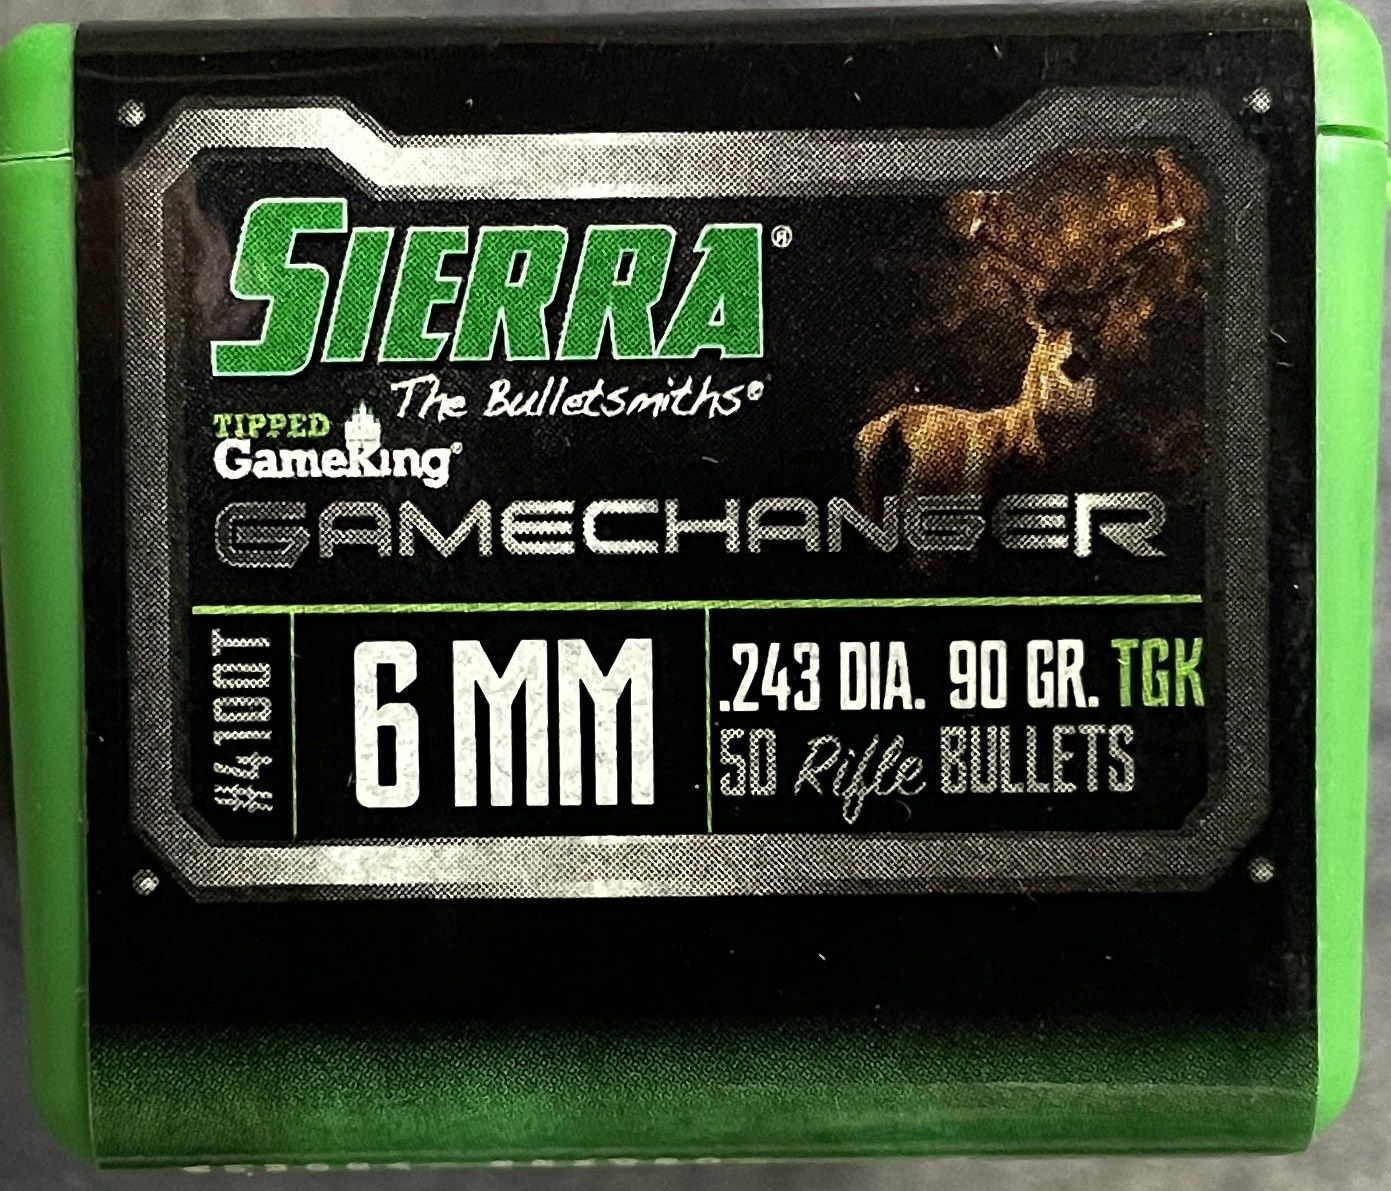 SIERRA®
The Bulletsmiths®
TIPPED
GameKing®
GAMECHANGER
#4100T
6 MM
.243 DIA. 90 GR. TGK
50 Rifle BULLETS